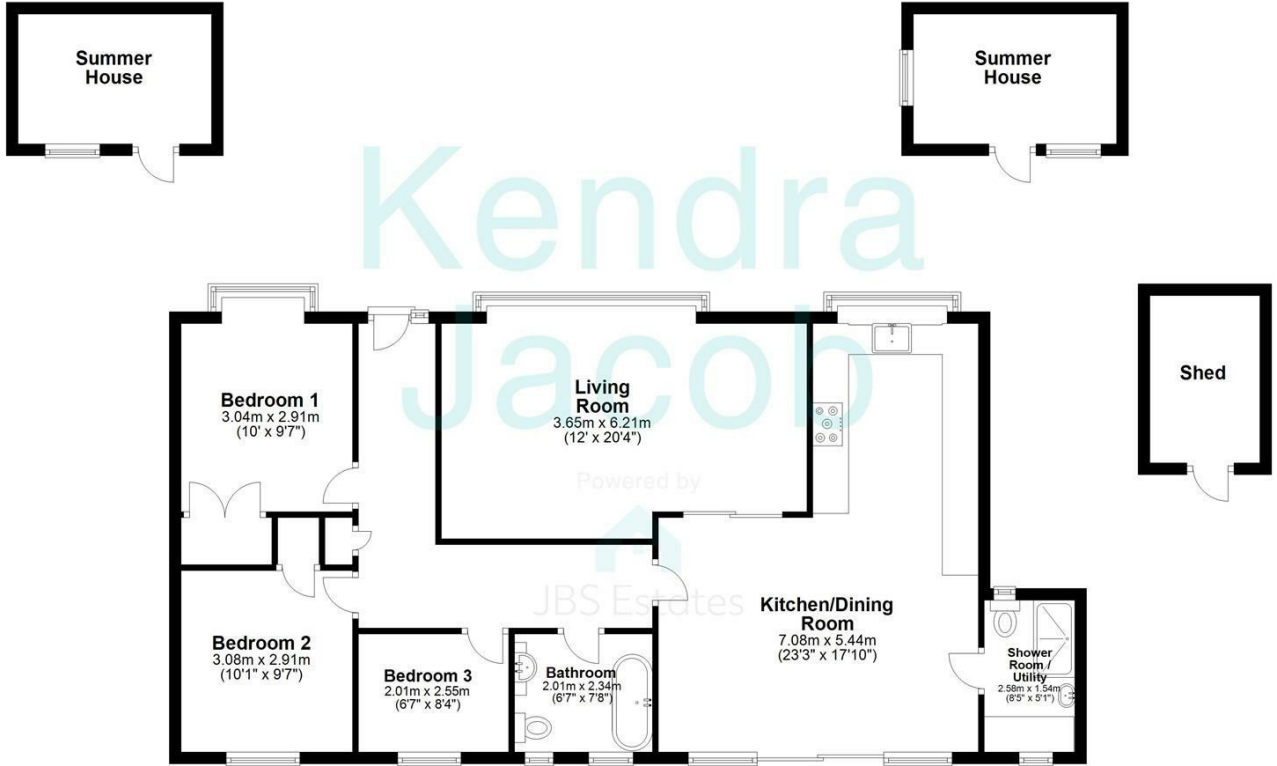 Summer
House
Summer
House
Kendra
Jacob
Bedroom 1
3.04m x 2.91m
(10' x 9'7")
Living
Room
3.65m x 6.21m
(12' x 20'4")
Shed
Powered by
JBS Estates
Bedroom 2
3.08m x 2.91m
(10'1" x 9'7")
Bedroom 3
2.01m x 2.55m
(6'7" x 8'4")
Bathroom
2.01m x 2.34m
(6'7" x 7'8")
Kitchen/Dining
Room
7.08m x 5.44m
(23'3" x 17'10")
Shower
Room /
Utility
2.58m x 1.54m
(8'5" x 5'1")